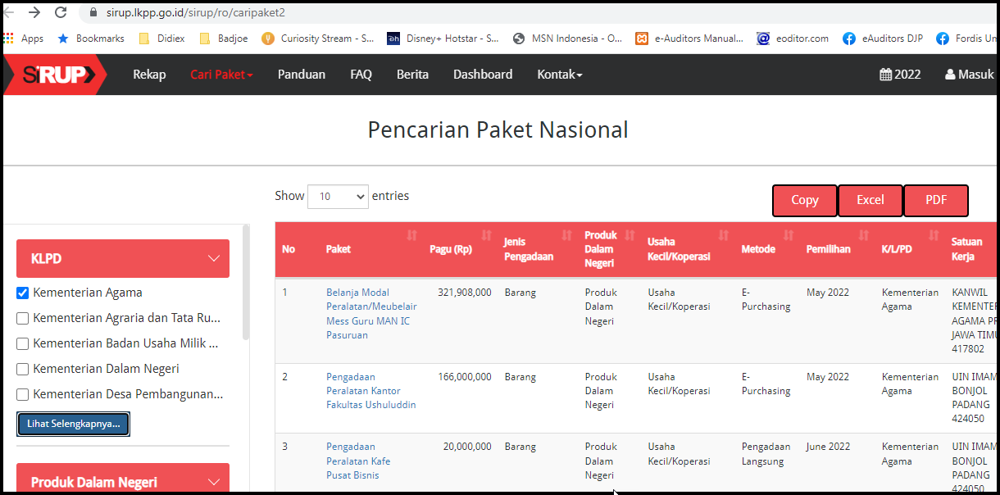 sirup.lkpp.go.id/sirup/ro/caripaket2
Apps Bookmarks Didiex Badjoe Curiosity Stream - S... Disney+ Hotstar - S... MSN Indonesia - O... e-Auditors Manual... eoditor.com eAuditors DJP Fordis Um
SiRUP Rekap Cari Paket Panduan FAQ Berita Dashboard Kontak 2022 Masuk
Pencarian Paket Nasional
Show 10 entries
Copy Excel PDF
KLPD
Kementerian Agama
Kementerian Agraria dan Tata Ru...
Kementerian Badan Usaha Milik ...
Kementerian Dalam Negeri
Kementerian Desa Pembangunan...
Lihat Selengkapnya...
Produk Dalam Negeri
No Paket Pagu (Rp) Jenis Pengadaan Produk Dalam Negeri Usaha Kecil/Koperasi Metode Pemilihan K/L/PD Satuan Kerja
1 Belanja Modal Peralatan/Meubelair Mess Guru MAN IC Pasuruan 321,908,000 Barang Produk Dalam Negeri Usaha Kecil/Koperasi E-Purchasing May 2022 Kementerian Agama KANWIL KEMENTER AGAMA PR JAWA TIMU 417802
2 Pengadaan Peralatan Kantor Fakultas Ushuluddin 166,000,000 Barang Produk Dalam Negeri Usaha Kecil/Koperasi E-Purchasing May 2022 Kementerian Agama UIN IMAM BONJOL PADANG 424050
3 Pengadaan Peralatan Kafe Pusat Bisnis 20,000,000 Barang Produk Dalam Negeri Usaha Kecil/Koperasi Pengadaan Langsung June 2022 Kementerian Agama UIN IMAM BONJOL PADANG 424050